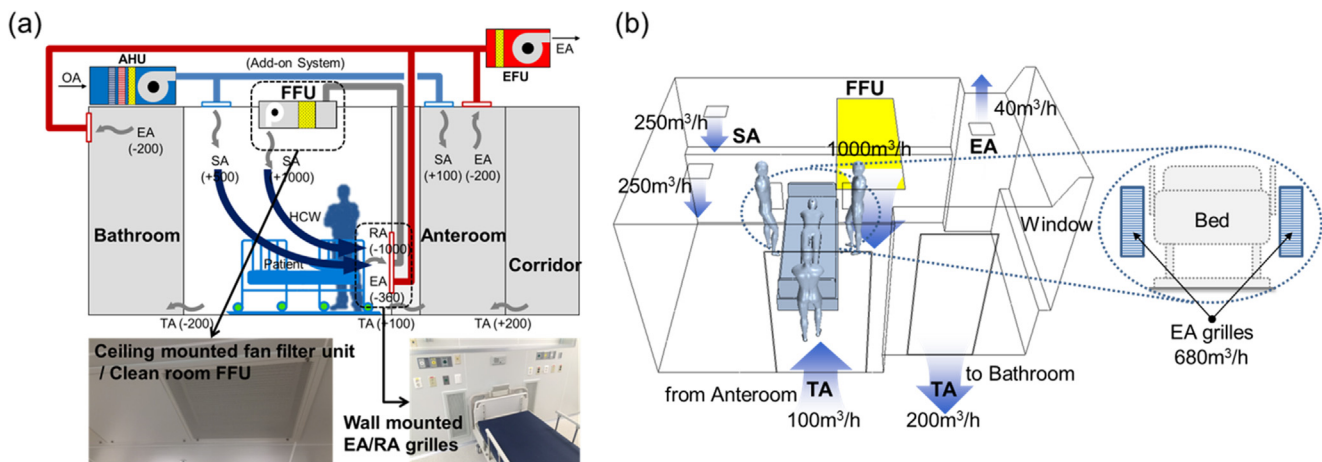 (a)
AHU
OA
(Add-on System)
FFU
EFU
EA
EA
(-200)
SA
(+500)
SA
(+1000)
SA
(+100)
EA
(-200)
HCW
Patient
RA
(-1000)
EA
(-360)
Bathroom
Anteroom
Corridor
TA (-200)
TA (+100)
TA (+200)
Ceiling mounted fan filter unit
/ Clean room FFU
Wall mounted
EA/RA grilles
(b)
FFU
1000m³/h
250m³/h
SA
250m³/h
40m³/h
EA
Window
Bed
EA grilles
680m³/h
from Anteroom
TA
100m³/h
to Bathroom
TA
200m³/h